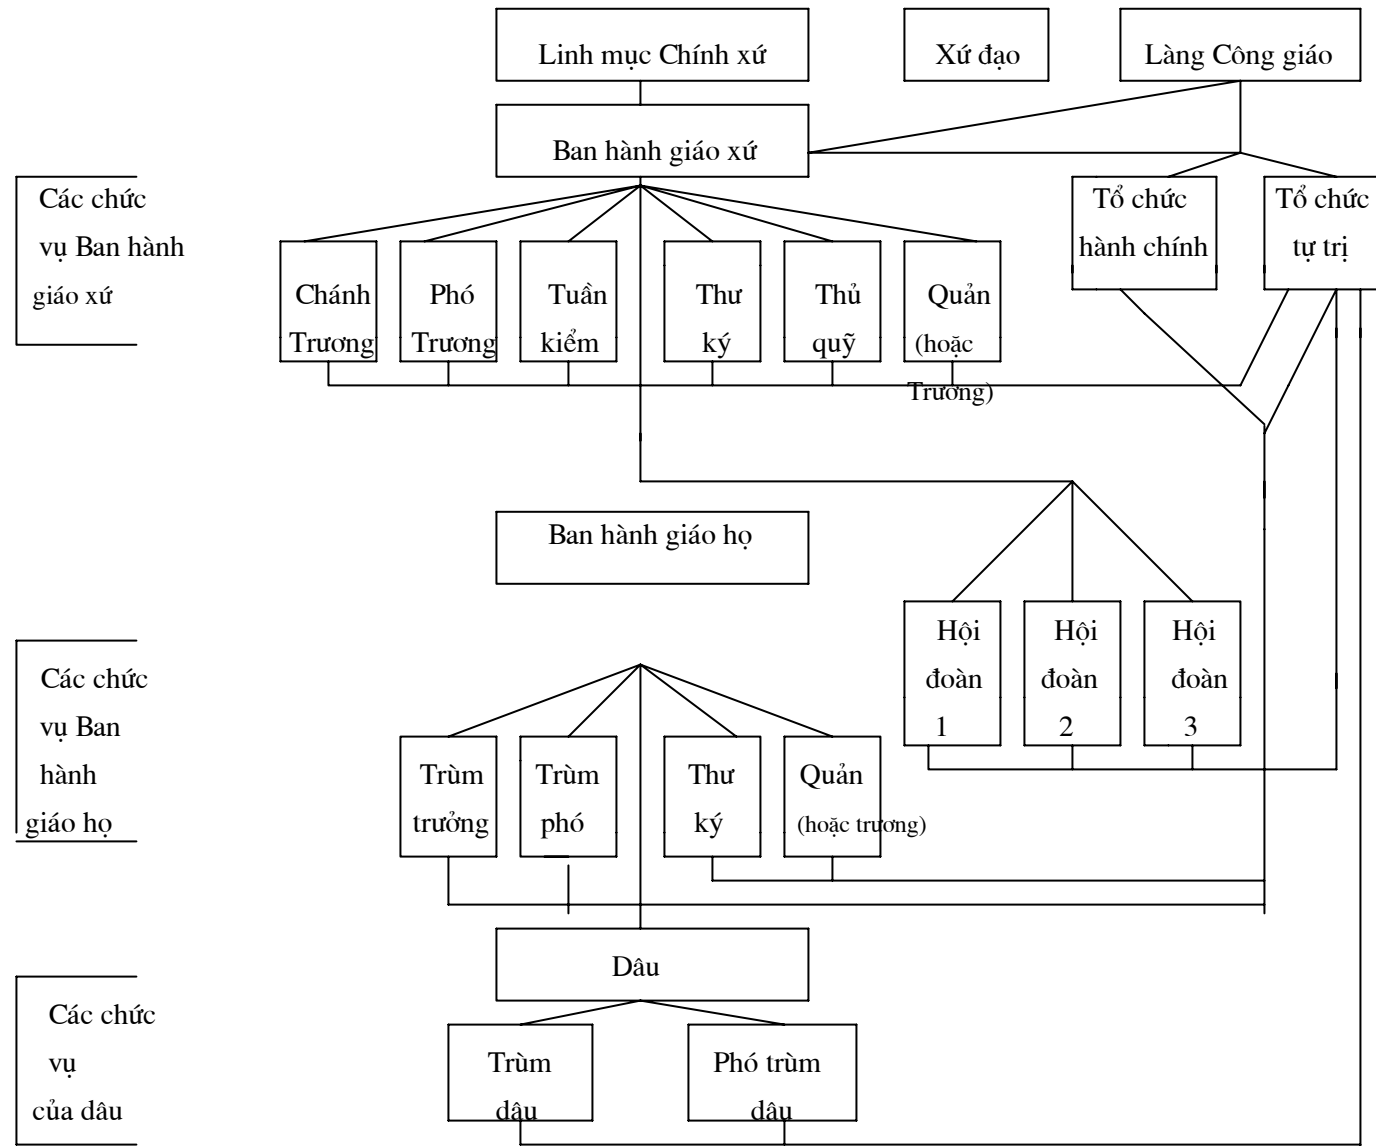 Linh mục Chính xứ
Xứ đạo
Làng Công giáo
Ban hành giáo xứ
Các chức
vụ Ban hành
giáo xứ
Tổ chức
hành chính
Tổ chức
tự trị
Chánh
Trương
Phó
Trương
Tuần
kiểm
Thư
ký
Thủ
quỹ
Quản
(hoặc
Trương)
Ban hành giáo họ
Hội
đoàn
1
Hội
đoàn
2
Hội
đoàn
3
Các chức
vụ Ban
hành
giáo họ
Trùm
trưởng
Trùm
phó
Thư
ký
Quản
(hoặc trương)
Dâu
Các chức
vụ
của dâu
Trùm
dâu
Phó trùm
dâu